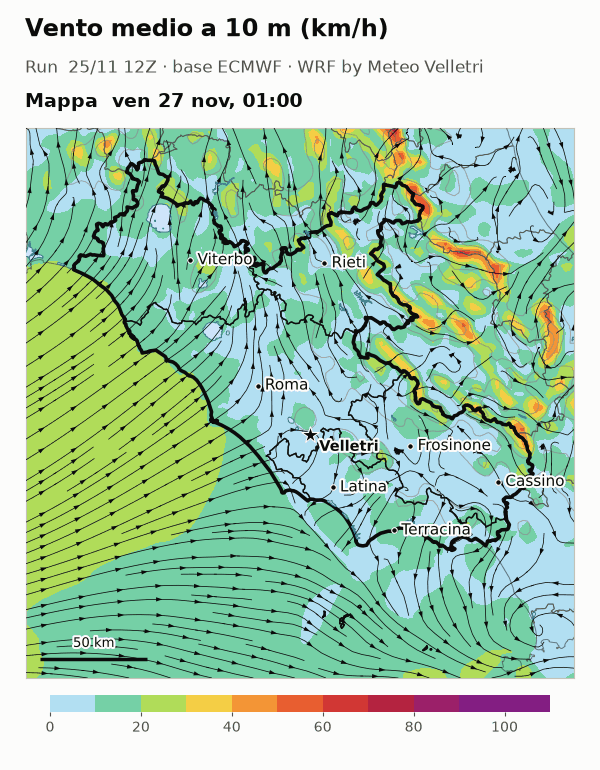 Vento medio a 10 m (km/h)
Run 25/11 12Z · base ECMWF · WRF by Meteo Velletri
Mappa ven 27 nov, 01:00
Viterbo
Rieti
Roma
Velletri
Frosinone
Latina
Cassino
Terracina
50 km
0 20 40 60 80 100